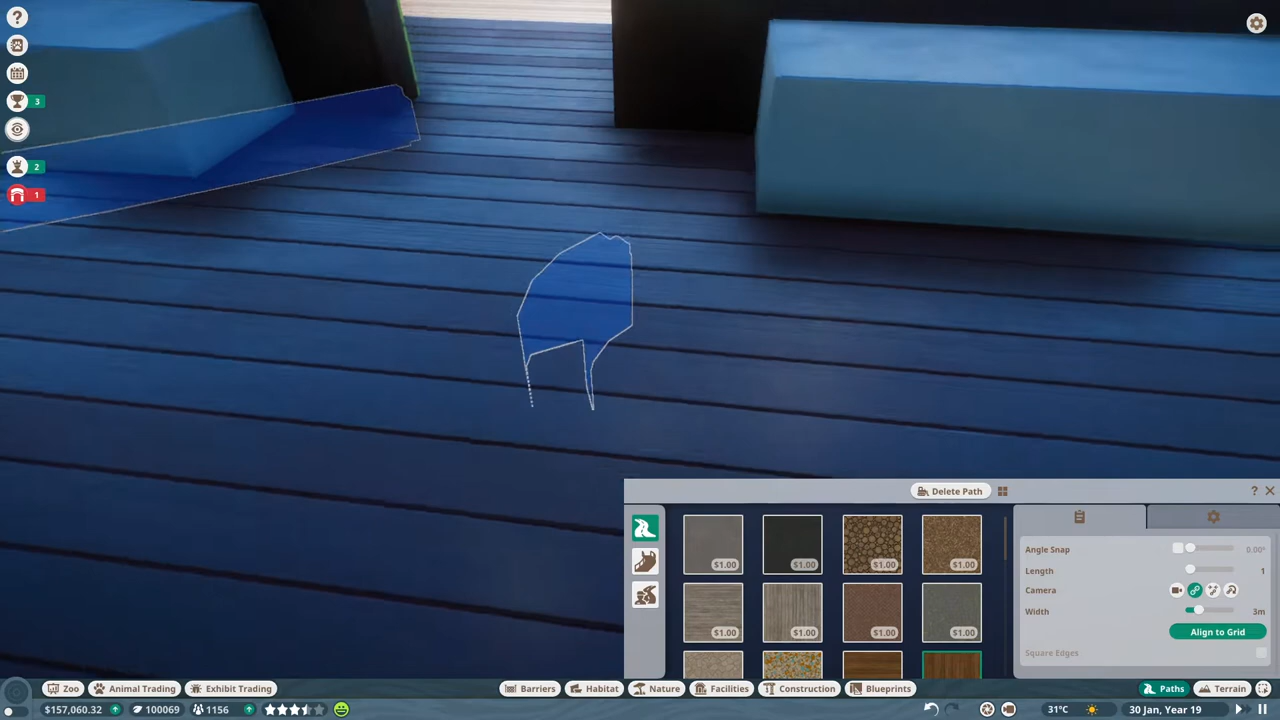 ?
3
2
1
Delete Path
?
$1.00
$1.00
$1.00
$1.00
$1.00
$1.00
$1.00
$1.00
Angle Snap
0.00°
Length
1
Camera
Width
3m
Align to Grid
Square Edges
Zoo
Animal Trading
Exhibit Trading
Barriers
Habitat
Nature
Facilities
Construction
Blueprints
Paths
Terrain
$157,060.32
100069
1156
31°C
30 Jan, Year 19